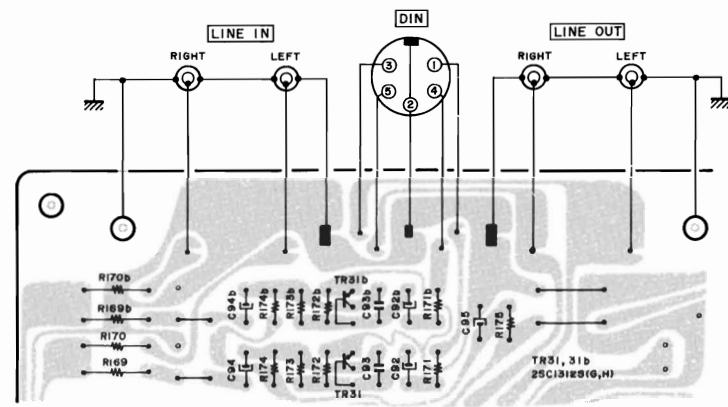 LINE IN
DIN
LINE OUT
RIGHT
LEFT
3
1
5
4
2
RIGHT
LEFT
R170b
R169b
R170
R169
C94b
R174b
R173b
R172b
TR31b
C93b
C92b
R171b
C95
R175
C94
R174
R173
R172
TR31
C93
C92
R171
TR31, 31b
2SC1312S(G,H)